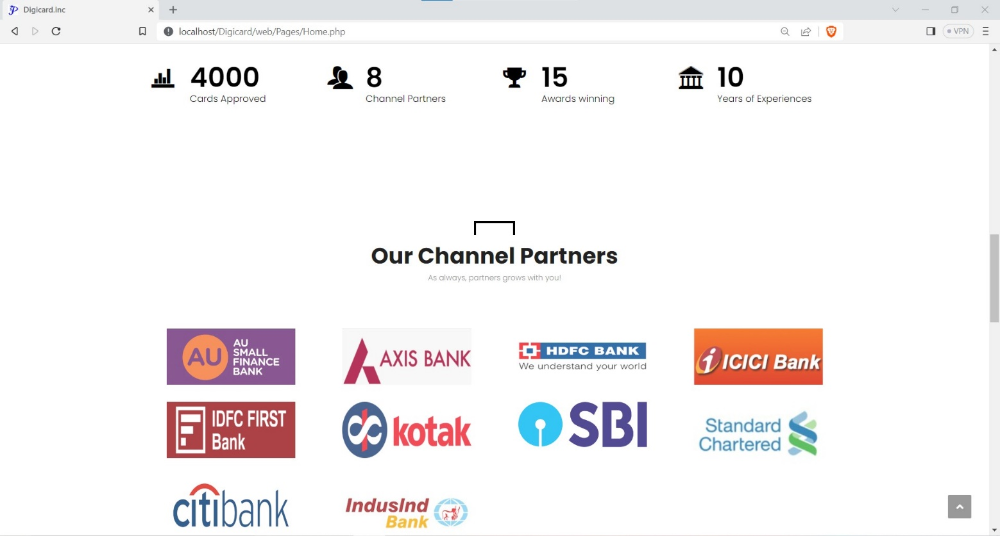 Digicard.inc
localhost/Digicard/web/Pages/Home.php
VPN
4000
Cards Approved
8
Channel Partners
15
Awards winning
10
Years of Experiences
Our Channel Partners
As always, partners grows with you!
AU
AU
SMALL
FINANCE
BANK
AXIS BANK
HDFC BANK
We understand your world
i ICICI Bank
IDFC FIRST
Bank
kotak
SBI
Standard
Chartered
citibank
IndusInd
Bank